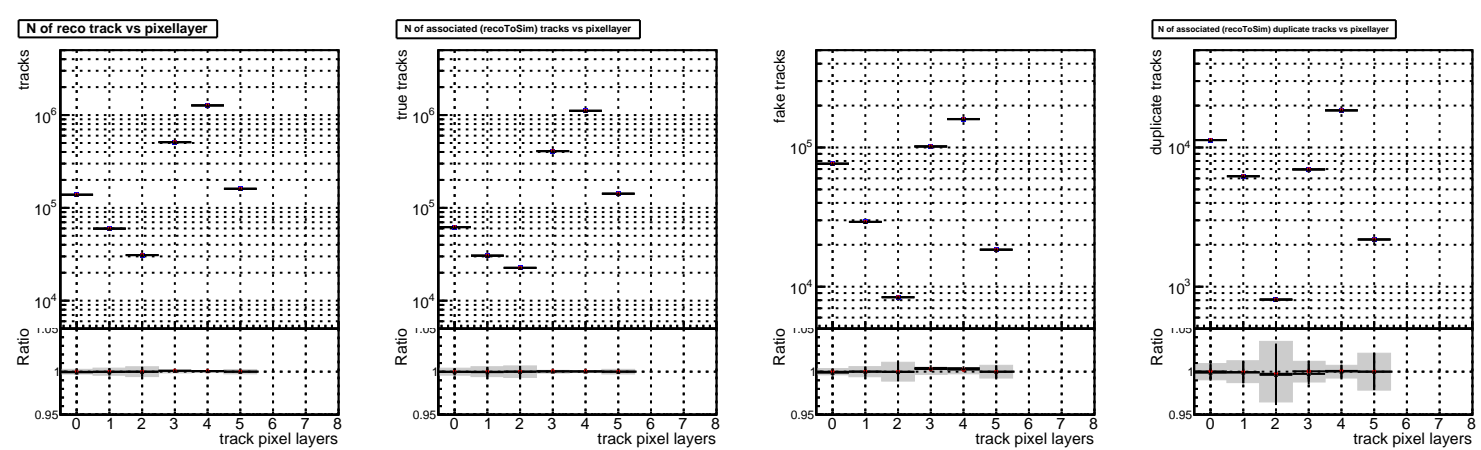 N of reco track vs pixellayer
tracks
10^6
10^5
10^4
Ratio
1.05
1
0.95
0 1 2 3 4 5 6 7 8
track pixel layers
N of associated (recoToSim) tracks vs pixellayer
true tracks
10^6
10^5
10^4
Ratio
1.05
1
0.95
0 1 2 3 4 5 6 7 8
track pixel layers
fake tracks
10^5
10^4
Ratio
1.05
1
0.95
0 1 2 3 4 5 6 7 8
track pixel layers
N of associated (recoToSim) duplicate tracks vs pixellayer
duplicate tracks
10^4
10^3
Ratio
1.05
1
0.95
0 1 2 3 4 5 6 7 8
track pixel layers